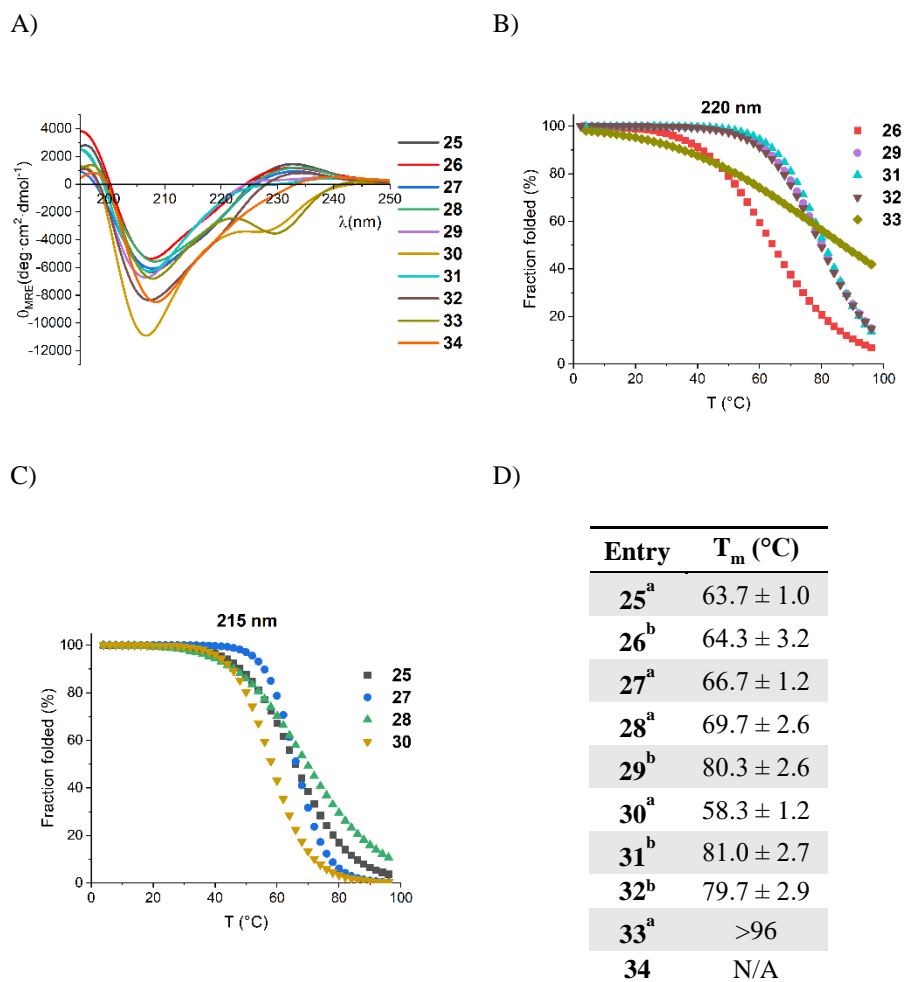 A)
B)
4000
2000
0
-2000
-4000
-6000
-8000
-10000
-12000
θMRE(deg·cm²·dmol⁻¹)
200
210
220
230
240
250
λ(nm)
25
26
27
28
29
30
31
32
33
34
220 nm
100
80
60
40
20
0
Fraction folded (%)
0
20
40
60
80
100
T (°C)
26
29
31
32
33
C)
D)
215 nm
100
80
60
40
20
0
Fraction folded (%)
0
20
40
60
80
100
T (°C)
25
27
28
30
Entry Tm (°C)
25ᵃ 63.7 ± 1.0
26ᵇ 64.3 ± 3.2
27ᵃ 66.7 ± 1.2
28ᵃ 69.7 ± 2.6
29ᵇ 80.3 ± 2.6
30ᵃ 58.3 ± 1.2
31ᵇ 81.0 ± 2.7
32ᵇ 79.7 ± 2.9
33ᵃ >96
34 N/A